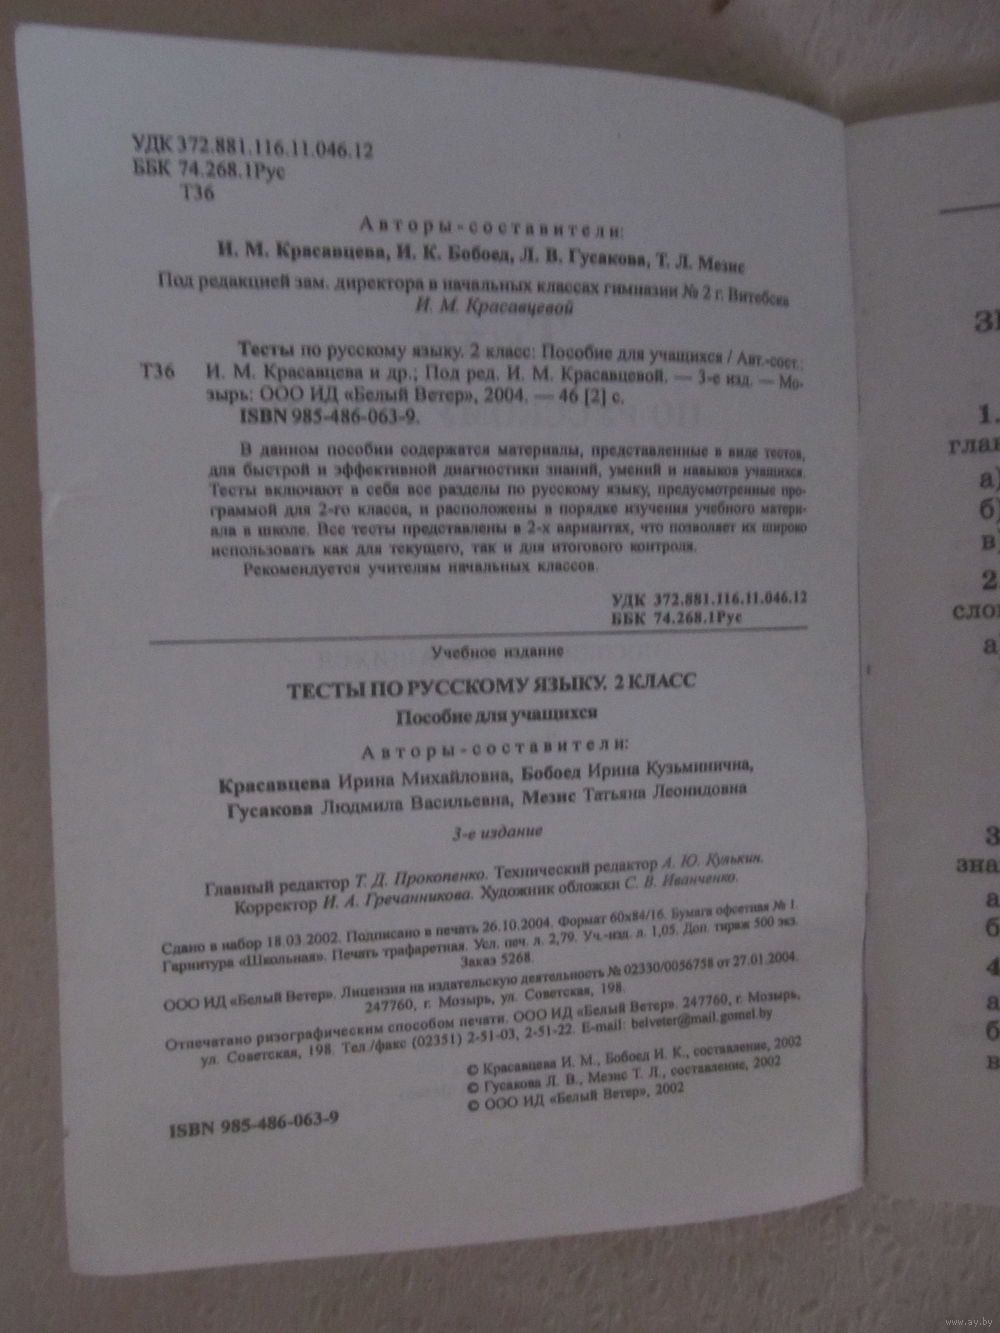 УДК 372.881.116.11.046.12
ББК 74.268.1Рус
Т36
Авторы-составители:
И. М. Красавцева, И. К. Бобоед, Л. В. Гусакова, Т. Л. Мезис
Под редакцией зам. директора в начальных классах гимназии № 2 г. Витебска
И. М. Красавцевой
Тесты по русскому языку. 2 класс: Пособие для учащихся / Авт.-сост.:
Т36 И. М. Красавцева и др.; Под ред. И. М. Красавцевой. — 3-е изд. — Мо-
зырь: ООО ИД «Белый Ветер», 2004. — 46 [2] с.
ISBN 985-486-063-9.
В данном пособии содержатся материалы, представленные в виде тестов,
для быстрой и эффективной диагностики знаний, умений и навыков учащихся.
Тесты включают в себя все разделы по русскому языку, предусмотренные про-
граммой для 2-го класса, и расположены в порядке изучения учебного матери-
ала в школе. Все тесты представлены в 2-х вариантах, что позволяет их широко
использовать как для текущего, так и для итогового контроля.
Рекомендуется учителям начальных классов.
УДК 372.881.116.11.046.12
ББК 74.268.1Рус
Учебное издание
ТЕСТЫ ПО РУССКОМУ ЯЗЫКУ. 2 КЛАСС
Пособие для учащихся
Авторы-составители:
Красавцева Ирина Михайловна, Бобоед Ирина Кузьминична,
Гусакова Людмила Васильевна, Мезис Татьяна Леонидовна
3-е издание
Главный редактор Т. Д. Прокопенко. Технический редактор А. Ю. Кулькин.
Корректор И. А. Гречанникова. Художник обложки С. В. Иванченко.
Сдано в набор 18.03.2002. Подписано в печать 26.10.2004. Формат 60х84/16. Бумага офсетная № 1.
Гарнитура «Школьная». Печать трафаретная. Усл. печ. л. 2,79. Уч.-изд. л. 1,05. Доп. тираж 500 экз.
Заказ 5268.
ООО ИД «Белый Ветер». Лицензия на издательскую деятельность № 02330/0056758 от 27.01.2004.
247760, г. Мозырь, ул. Советская, 198.
Отпечатано ризографическим способом печати. ООО ИД «Белый Ветер». 247760, г. Мозырь,
ул. Советская, 198. Тел./факс (02351) 2-51-03, 2-51-22. E-mail: belveter@mail.gomel.by
© Красавцева И. М., Бобоед И. К., составление, 2002
© Гусакова Л. В., Мезис Т. Л., составление, 2002
© ООО ИД «Белый Ветер», 2002
ISBN 985-486-063-9
1.
а)
б)
в)
2.
а
3
зна
а
б
4
а
б
в
www.ay.by